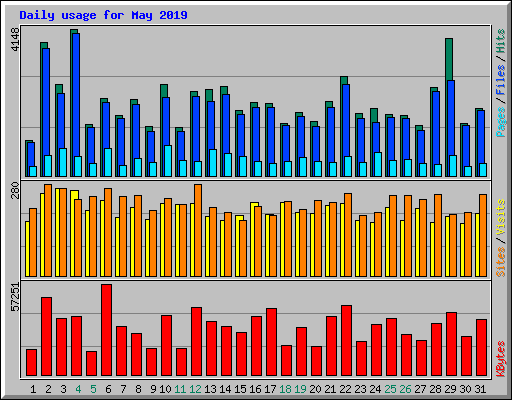 Daily usage for May 2019
4148
Pages / Files / Hits
280
Sites / Visits
57251
KBytes
1 2 3 4 5 6 7 8 9 10 11 12 13 14 15 16 17 18 19 20 21 22 23 24 25 26 27 28 29 30 31